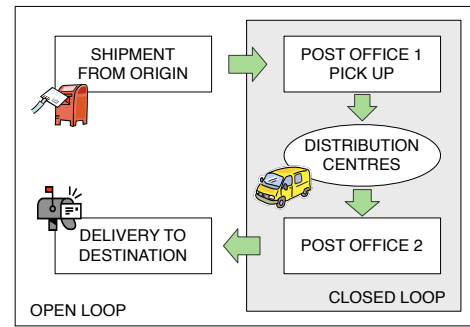 SHIPMENT
FROM ORIGIN
POST OFFICE 1
PICK UP
DISTRIBUTION
CENTRES
DELIVERY TO
DESTINATION
POST OFFICE 2
CLOSED LOOP
OPEN LOOP